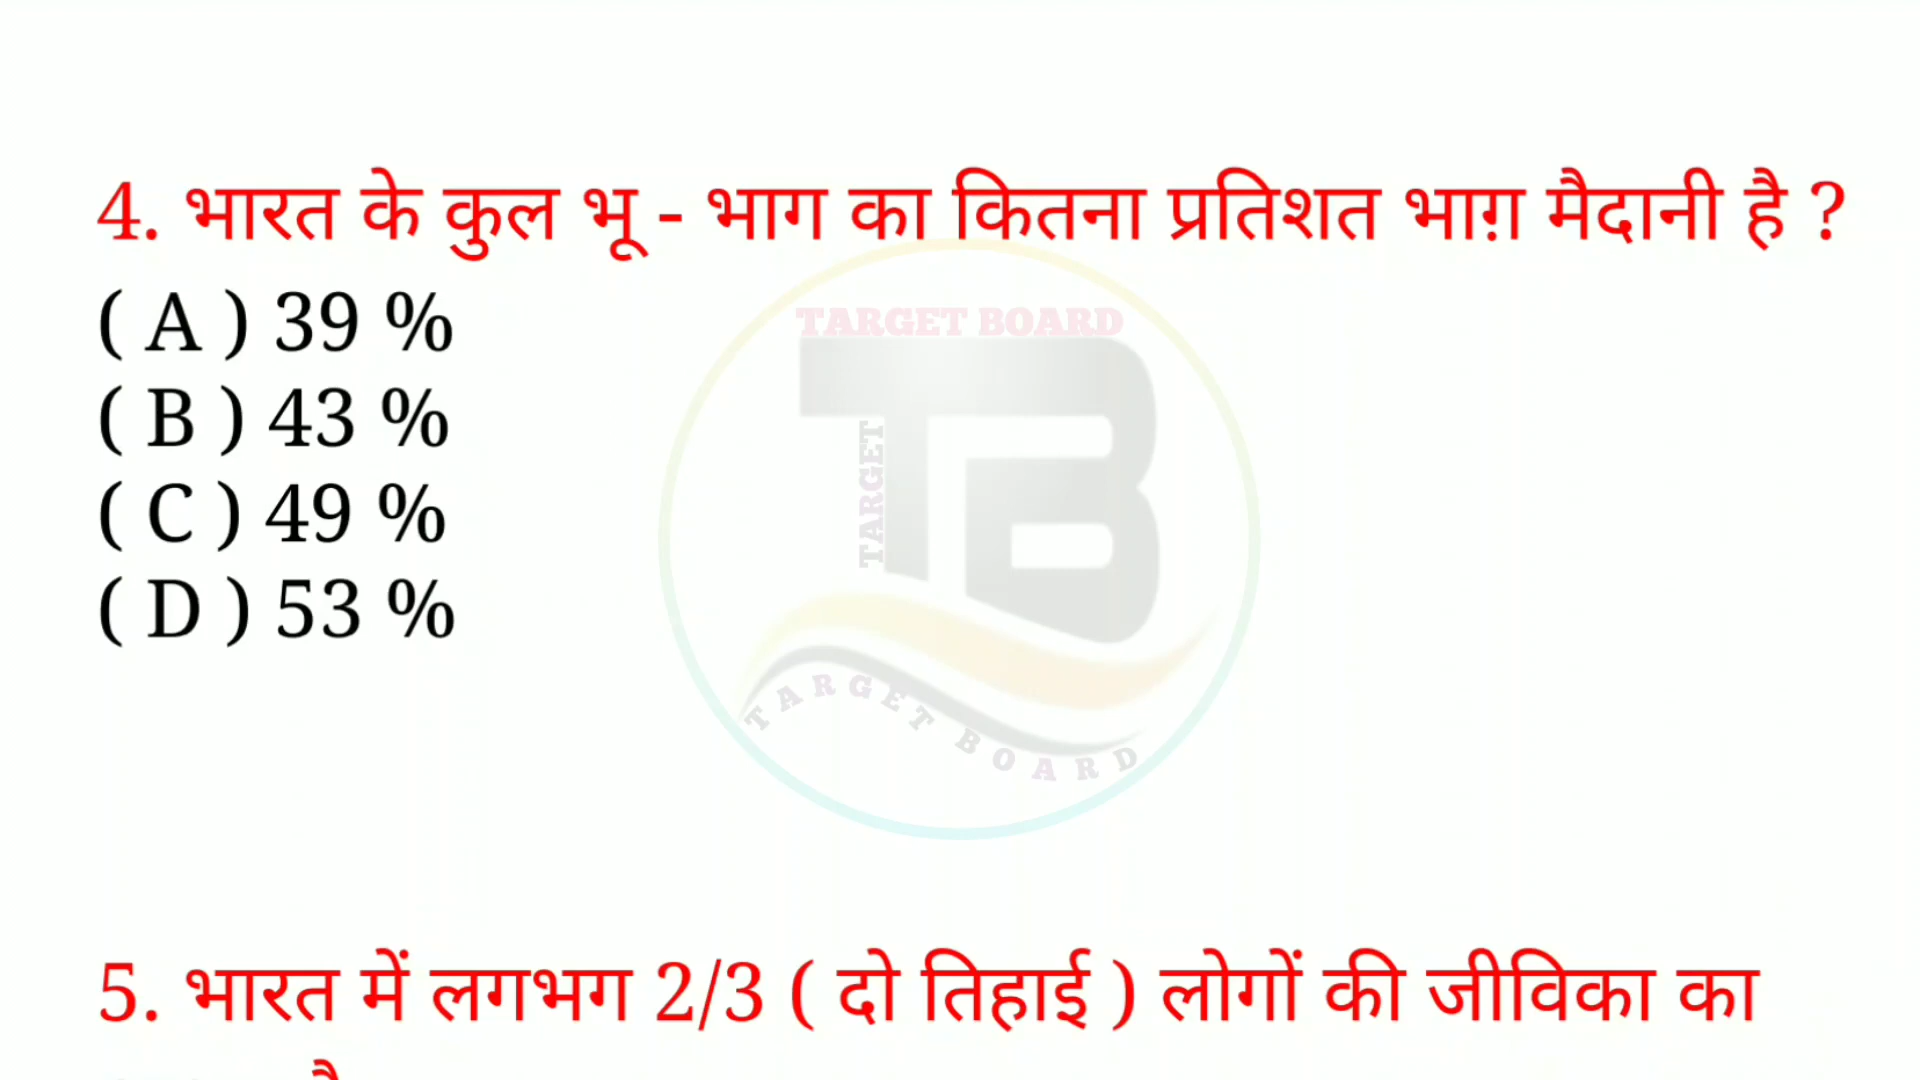 4. भारत के कुल भू - भाग का कितना प्रतिशत भाग़ मैदानी है ?
( A ) 39 %
( B ) 43 %
( C ) 49 %
( D ) 53 %
TARGET BOARD
TARGET
TB
TARGET BOARD
5. भारत में लगभग 2/3 ( दो तिहाई ) लोगों की जीविका का